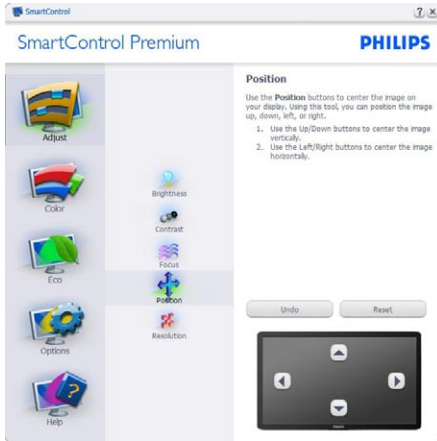 SmartControl
SmartControl Premium
PHILIPS
Adjust
Color
Eco
Options
Help
Brightness
Contrast
Focus
Position
Resolution
Position
Use the Position buttons to center the image on
your display. Using this tool, you can position the image
up, down, left, or right.
1. Use the Up/Down buttons to center the image
vertically.
2. Use the Left/Right buttons to center the image
horizontally.
Undo
Reset
PHILIPS